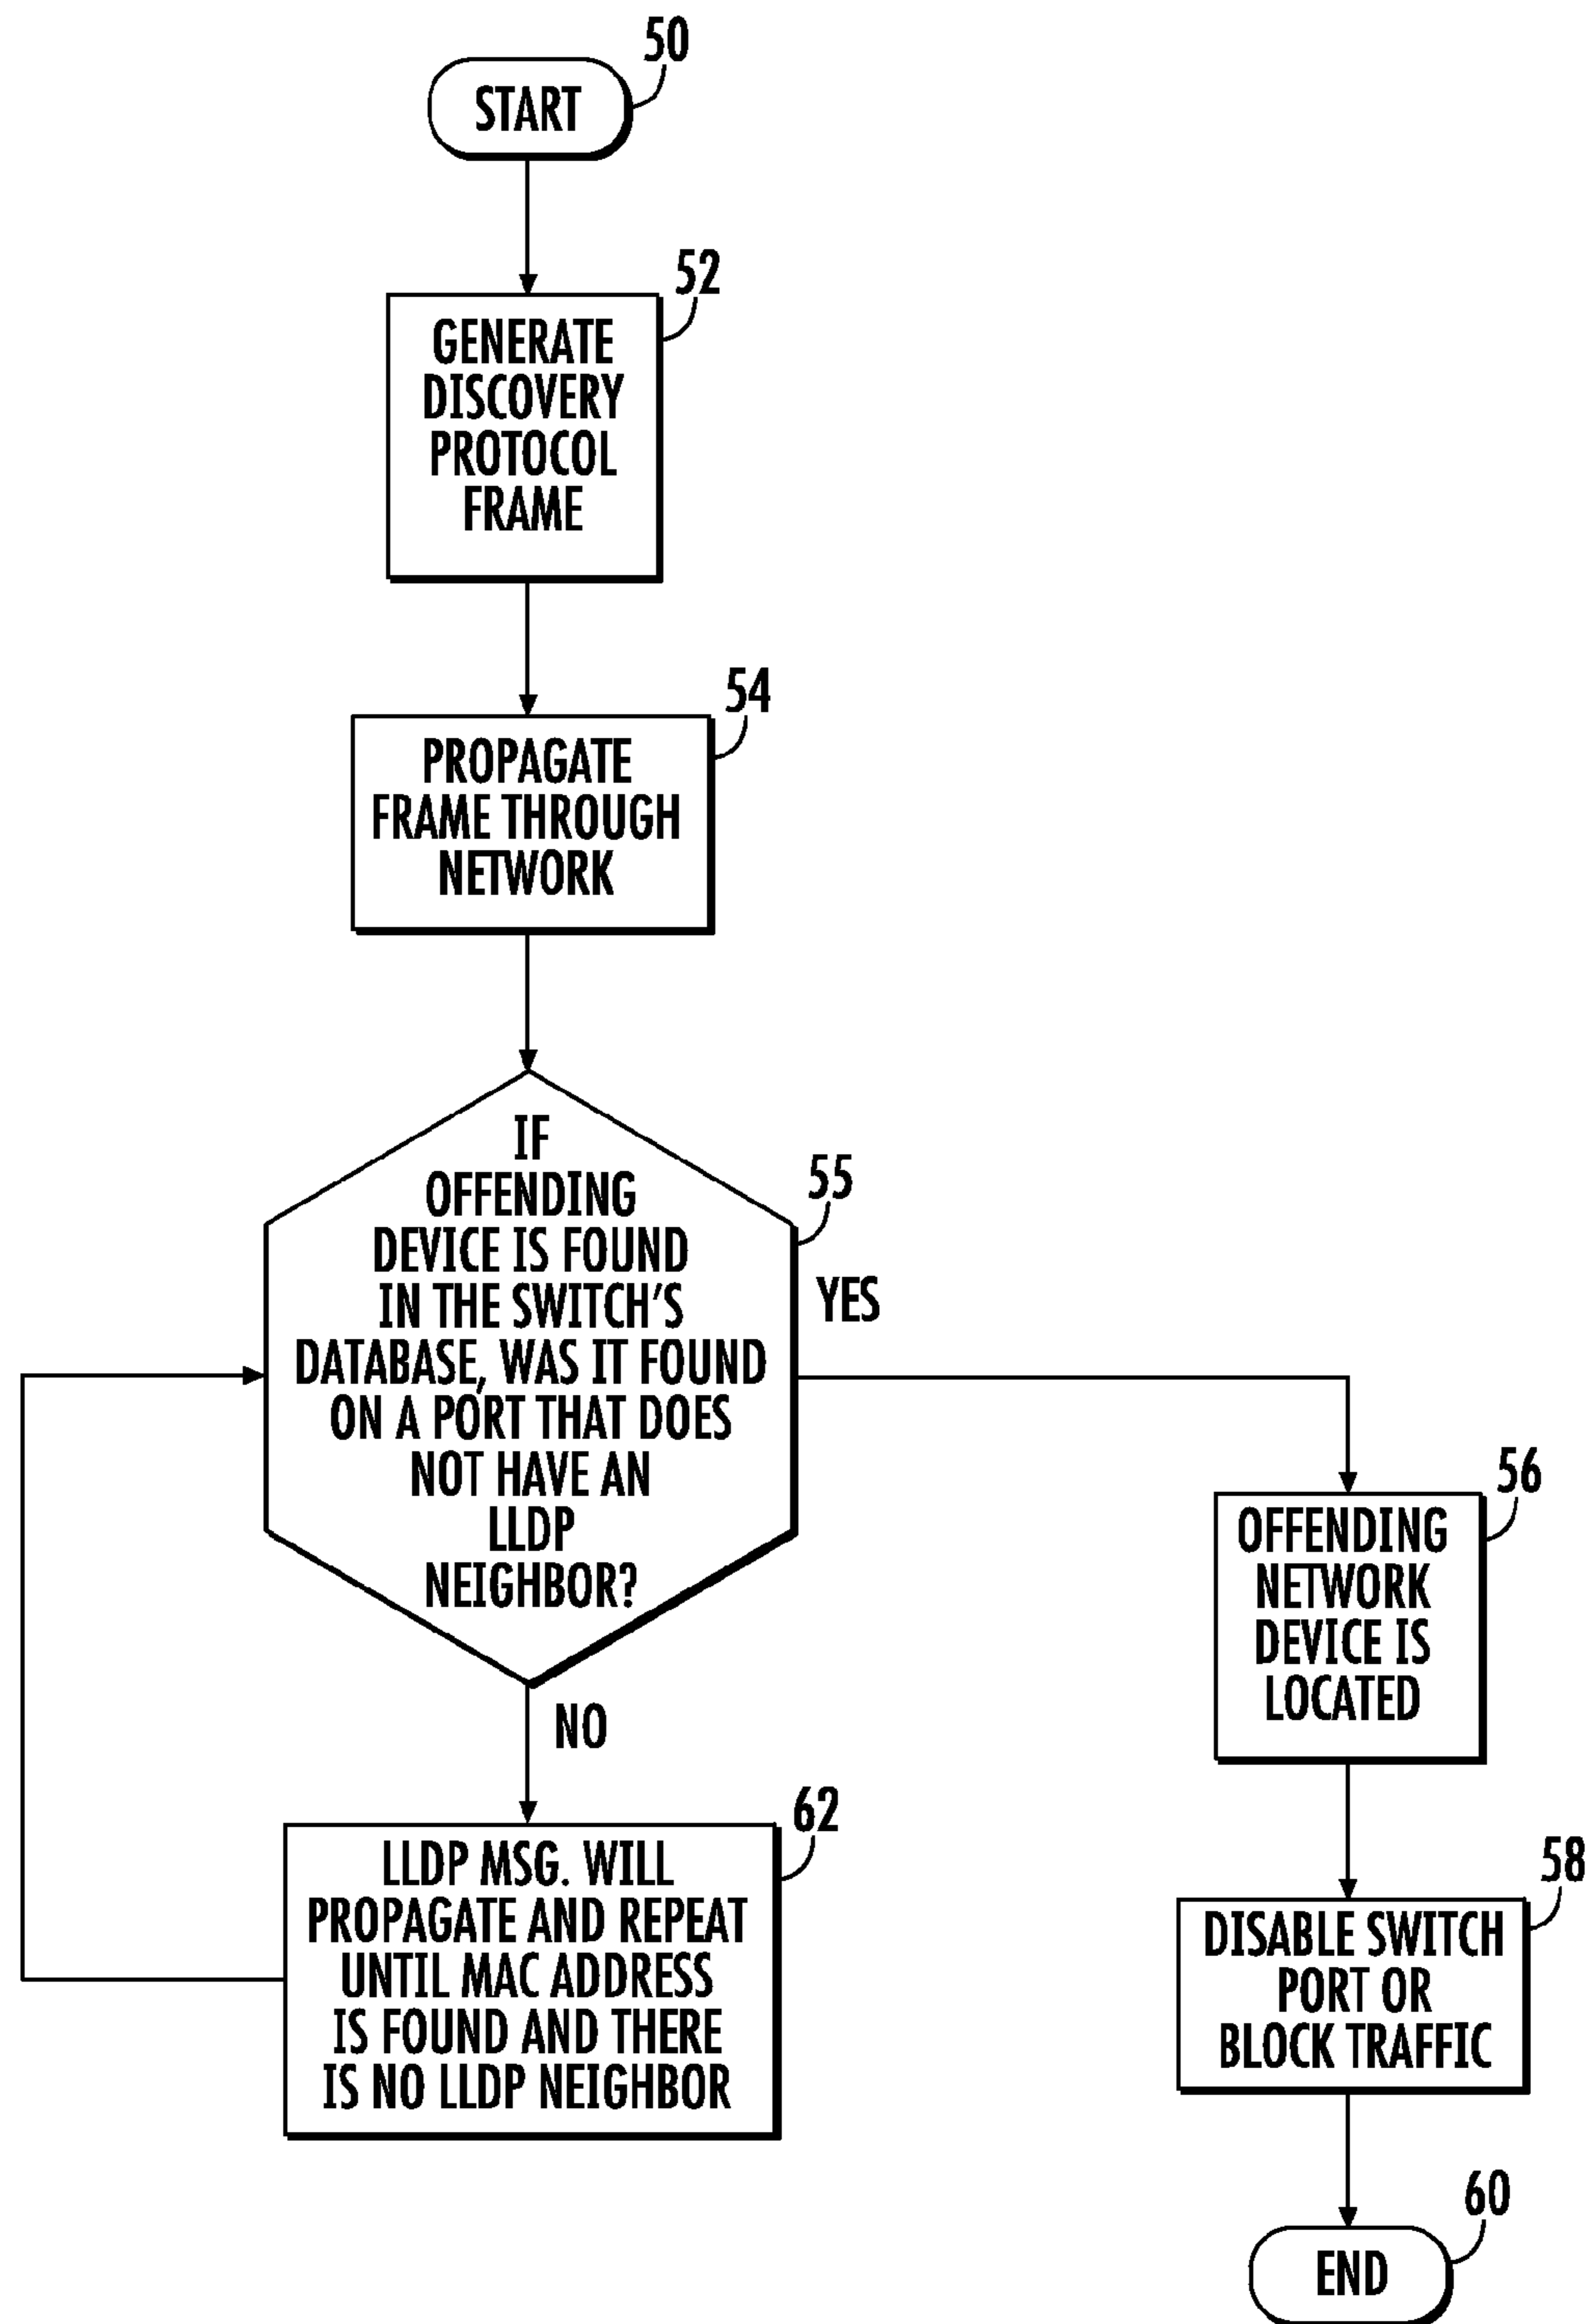 50
START
52
GENERATE
DISCOVERY
PROTOCOL
FRAME
54
PROPAGATE
FRAME THROUGH
NETWORK
55
IF
OFFENDING
DEVICE IS FOUND
IN THE SWITCH'S
DATABASE, WAS IT FOUND
ON A PORT THAT DOES
NOT HAVE AN
LLDP
NEIGHBOR?
YES
NO
62
LLDP MSG. WILL
PROPAGATE AND REPEAT
UNTIL MAC ADDRESS
IS FOUND AND THERE
IS NO LLDP NEIGHBOR
56
OFFENDING
NETWORK
DEVICE IS
LOCATED
58
DISABLE SWITCH
PORT OR
BLOCK TRAFFIC
60
END